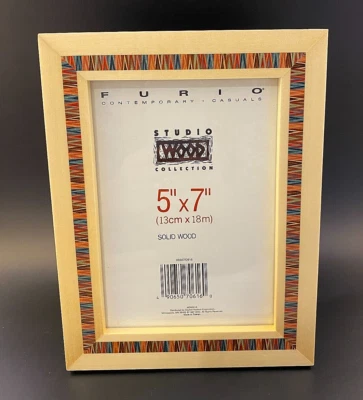 FURIO
CONTEMPORARY CASUALS
STUDIO
WOOD
COLLECTION
5"x7"
(13cm x 18m)
SOLID WOOD